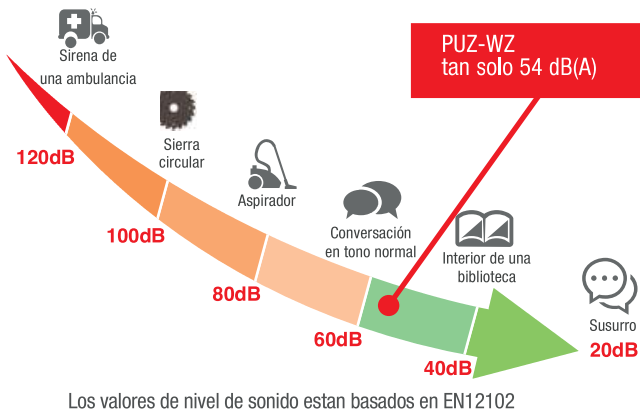 PUZ-WZ
tan solo 54 dB(A)
Sirena de
una ambulancia
120dB
Sierra
circular
100dB
Aspirador
80dB
Conversación
en tono normal
60dB
Interior de una
biblioteca
40dB
Susurro
20dB
Los valores de nivel de sonido estan basados en EN12102